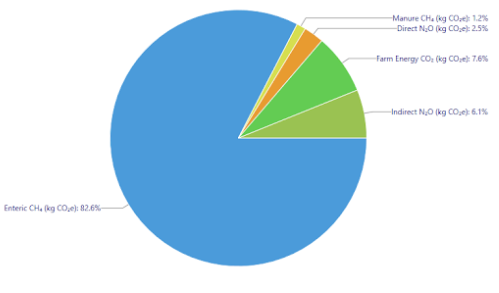 Manure CH₄ (kg CO₂e): 1.2%
Direct N₂O (kg CO₂e): 2.5%
Farm Energy CO₂ (kg CO₂e): 7.6%
Indirect N₂O (kg CO₂e): 6.1%
Enteric CH₄ (kg CO₂e): 82.6%